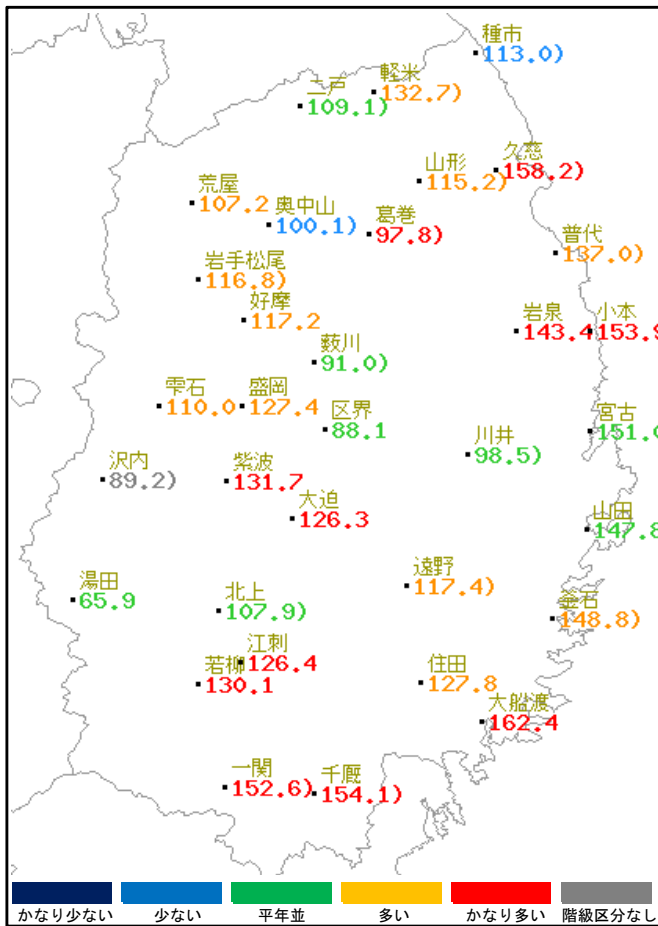 種市
113.0)
軽米
132.7)
二戸
109.1)
久慈
158.2)
山形
115.2)
荒屋
107.2
奥中山
100.1)
葛巻
97.8)
普代
137.0)
岩手松尾
116.8)
好摩
117.2
岩泉
143.4
小本
153.9
薮川
91.0)
雫石
110.0
盛岡
127.4
区界
88.1
宮古
151.0
川井
98.5)
沢内
89.2)
紫波
131.7
大迫
126.3
山田
147.8
遠野
117.4)
湯田
65.9
北上
107.9)
釜石
148.8)
江刺
126.4
若柳
130.1
住田
127.8
大船渡
162.4
一関
152.6)
千厩
154.1)
かなり少ない 少ない 平年並 多い かなり多い 階級区分なし